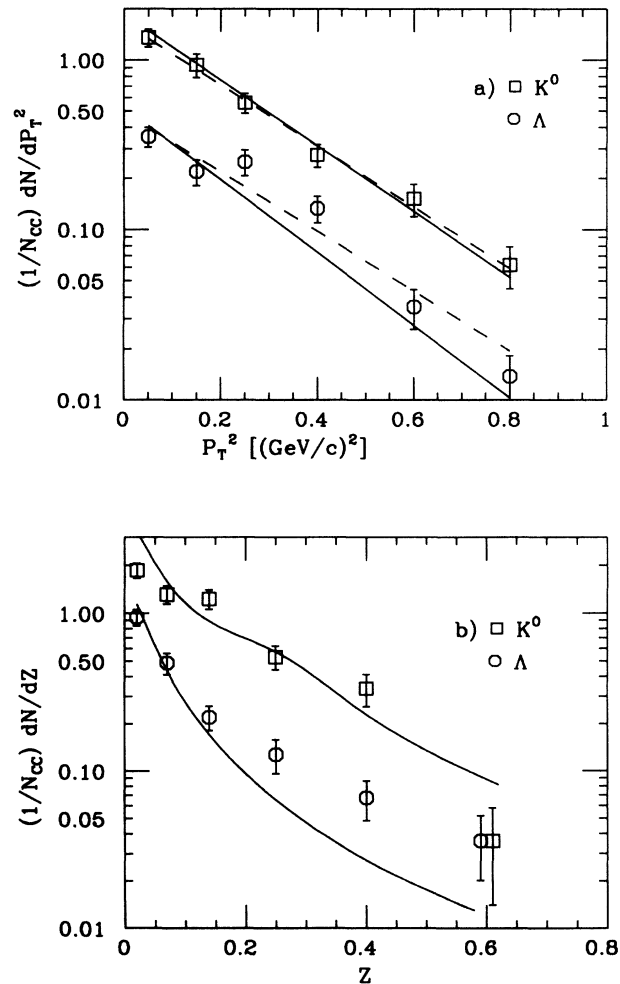 1.00
0.50
0.10
0.05
0.01
(1/N_CC) dN/dP_T^2
a) □ K^0
○ Λ
0 0.2 0.4 0.6 0.8 1
P_T^2 [(GeV/c)^2]
1.00
0.50
0.10
0.05
0.01
(1/N_CC) dN/dZ
b) □ K^0
○ Λ
0 0.2 0.4 0.6 0.8
Z